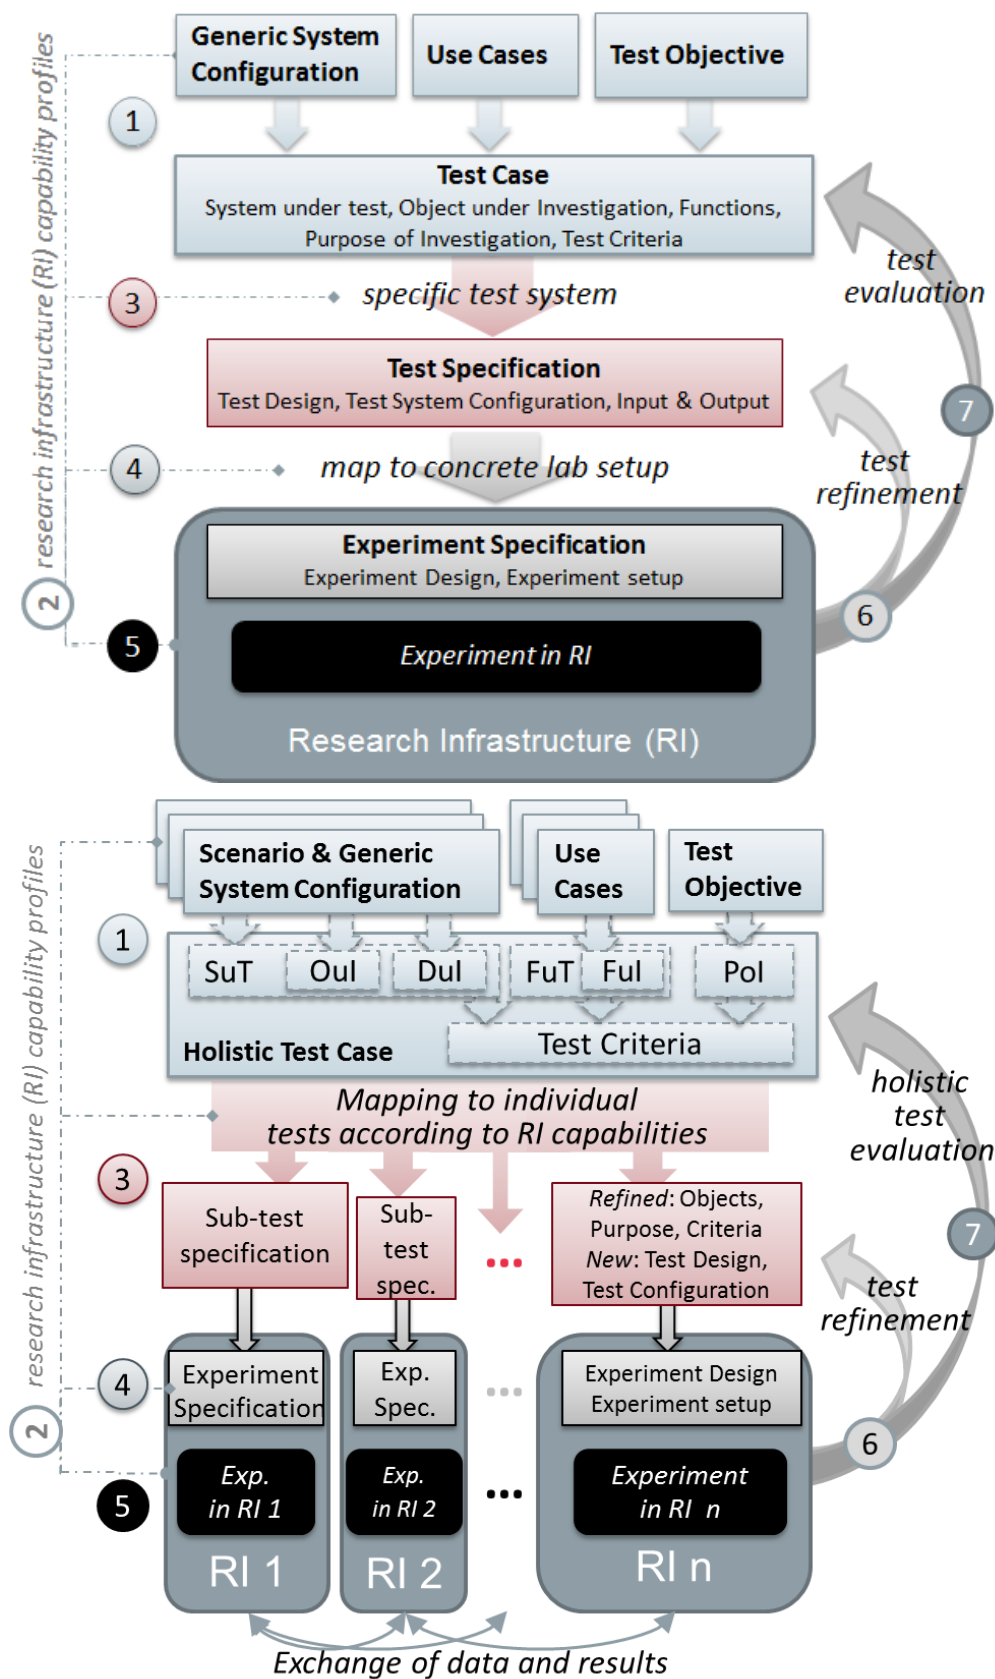 Generic System
Configuration
Use Cases
Test Objective
research infrastructure (RI) capability profiles
1
Test Case
System under test, Object under Investigation, Functions,
Purpose of Investigation, Test Criteria
test
evaluation
3
specific test system
Test Specification
Test Design, Test System Configuration, Input & Output
7
4
map to concrete lab setup
test
refinement
Experiment Specification
Experiment Design, Experiment setup
2
5
6
Experiment in RI
Research Infrastructure (RI)
Scenario & Generic
System Configuration
Use
Cases
Test
Objective
research infrastructure (RI) capability profiles
1
SuT
OuI
DuI
FuT
FuI
PoI
Test Criteria
Holistic Test Case
Mapping to individual
tests according to RI capabilities
holistic
test
evaluation
3
Sub-test
specification
Sub-
test
spec.
...
Refined: Objects,
Purpose, Criteria
New: Test Design,
Test Configuration
7
test
refinement
4
Experiment
Specification
Exp.
Spec.
...
Experiment Design
Experiment setup
2
6
5
Exp.
in RI 1
Exp.
in RI 2
...
Experiment
in RI n
RI 1
RI 2
RI n
Exchange of data and results